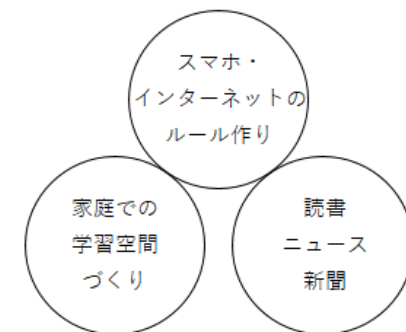 スマホ・
インターネットの
ルール作り
家庭での
学習空間
づくり
読書
ニュース
新聞